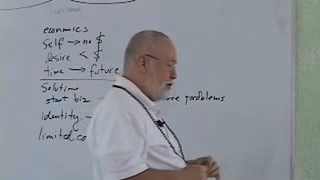 economics
Self → no $
desire < $
time → future
Solution
start biz problems
identity
limited